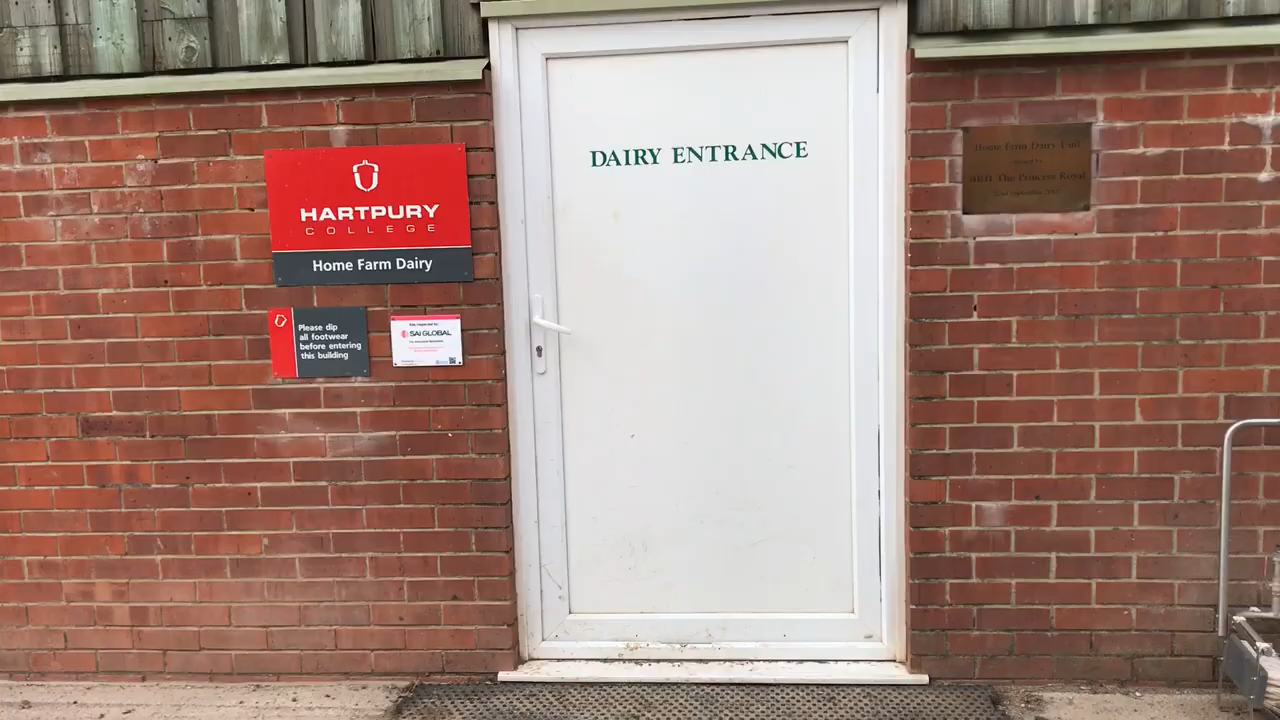 HARTPURY
COLLEGE
Home Farm Dairy
Please dip
all footwear
before entering
this building
SAI GLOBAL
DAIRY ENTRANCE
Home Farm Dairy Unit
HRH The Princess Royal